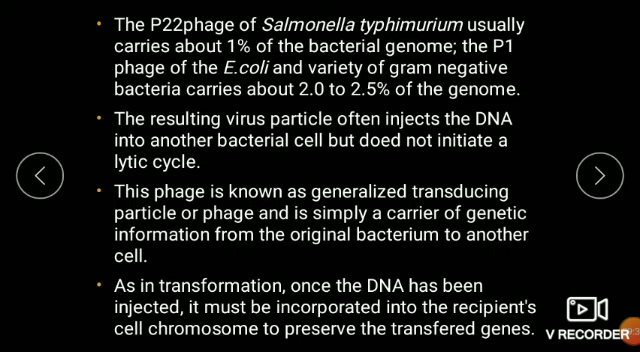 • The P22phage of Salmonella typhimurium usually
carries about 1% of the bacterial genome; the P1
phage of the E.coli and variety of gram negative
bacteria carries about 2.0 to 2.5% of the genome.
• The resulting virus particle often injects the DNA
into another bacterial cell but doed not initiate a
lytic cycle.
• This phage is known as generalized transducing
particle or phage and is simply a carrier of genetic
information from the original bacterium to another
cell.
• As in transformation, once the DNA has been
injected, it must be incorporated into the recipient's
cell chromosome to preserve the transfered genes.
V RECORDER